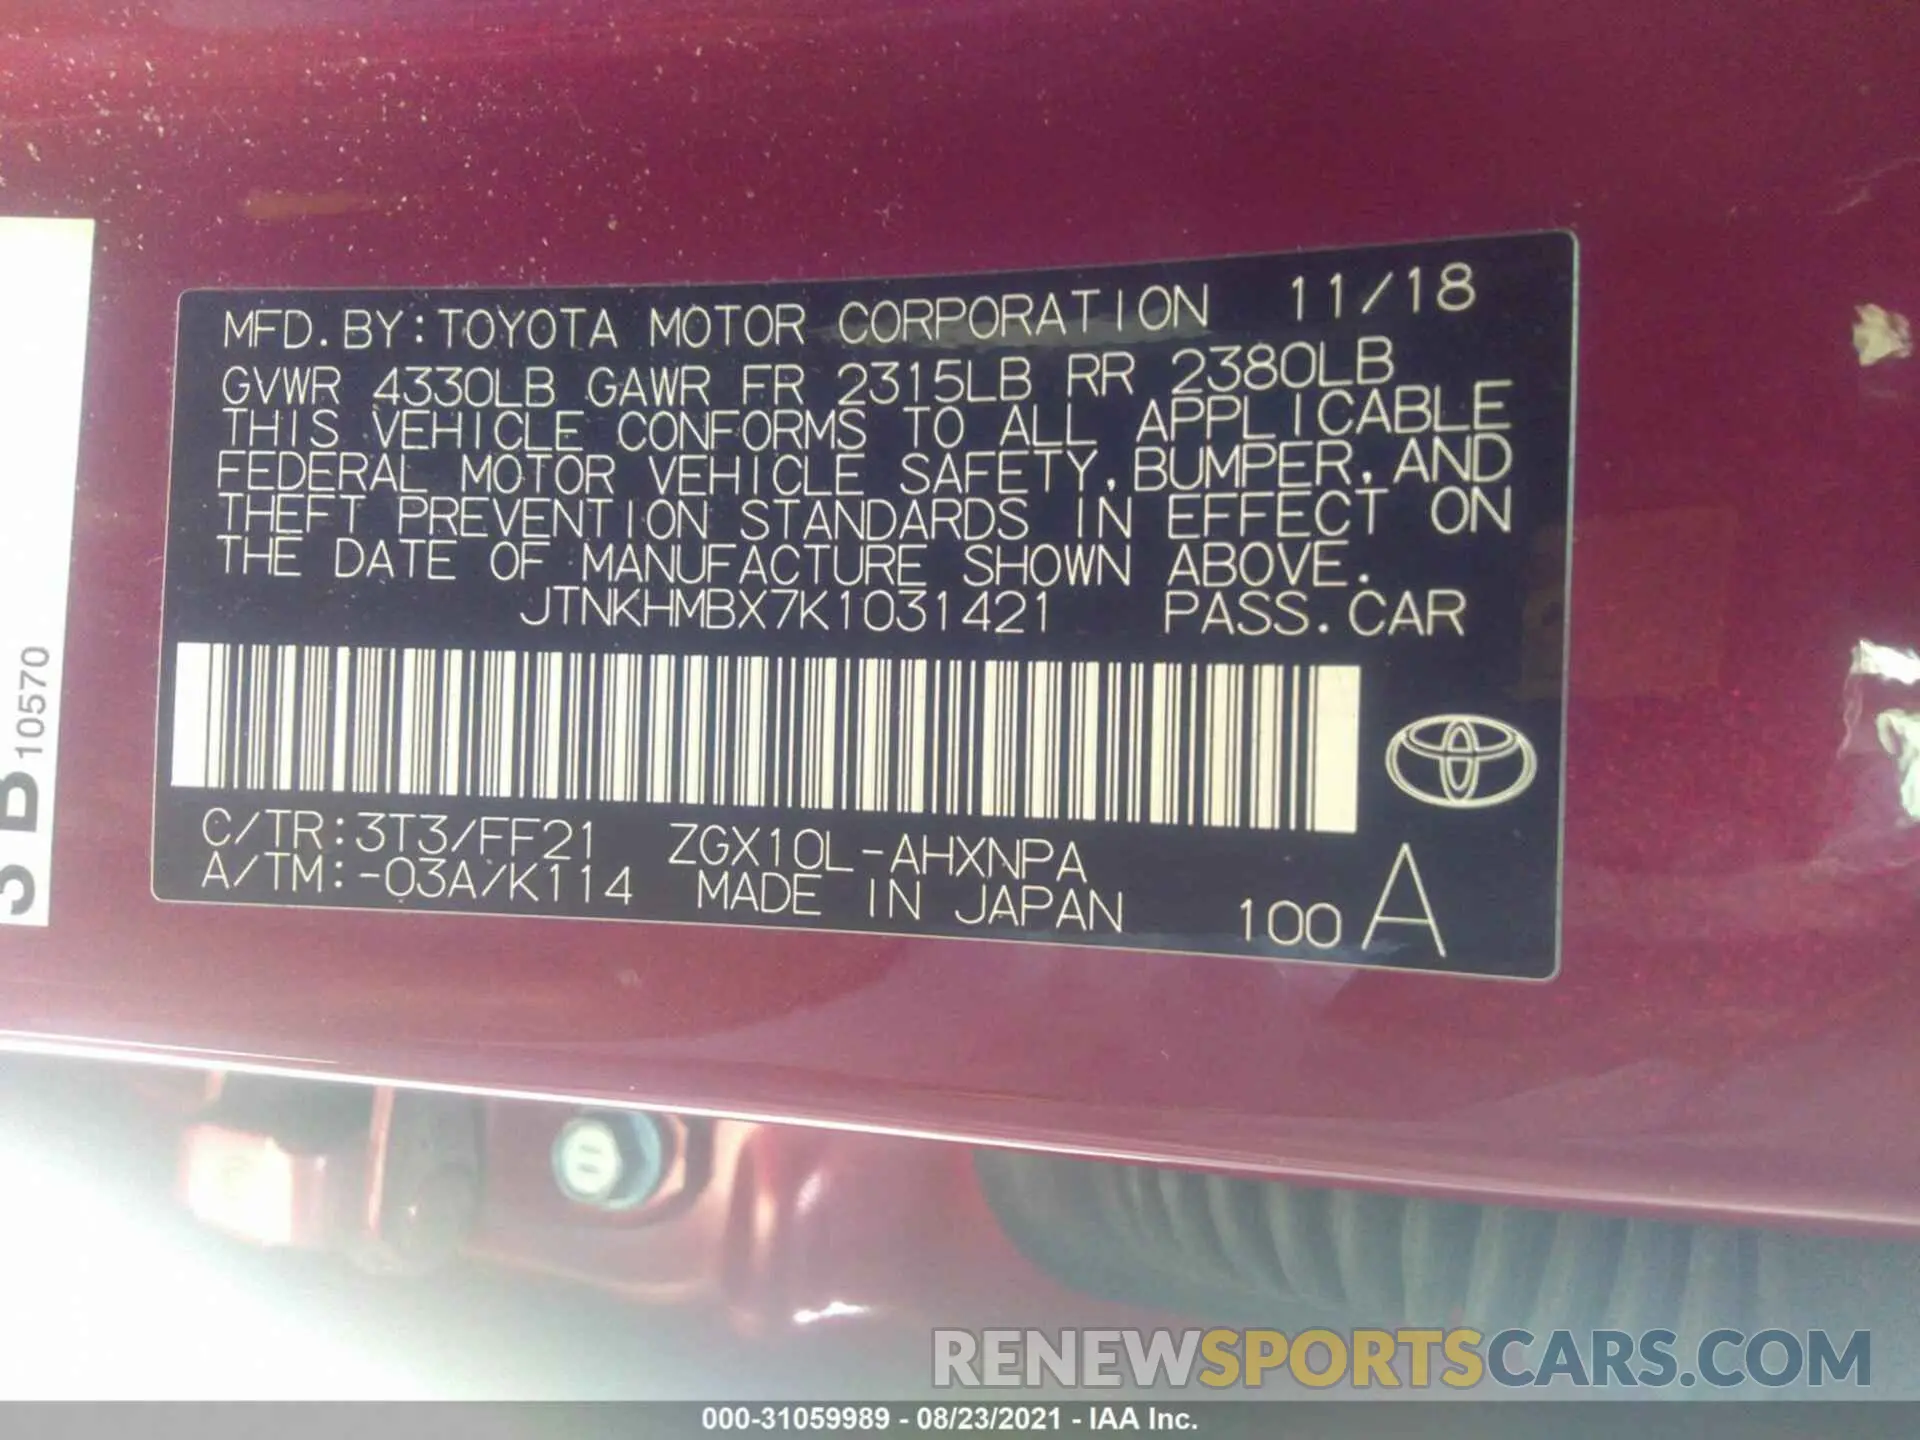 MFD. BY: TOYOTA MOTOR CORPORATION 11/18
GVWR 4330LB GAWR FR 2315LB RR 2380LB
THIS VEHICLE CONFORMS TO ALL APPLICABLE
FEDERAL MOTOR VEHICLE SAFETY, BUMPER, AND
THEFT PREVENTION STANDARDS IN EFFECT ON
THE DATE OF MANUFACTURE SHOWN ABOVE.
JTNKHMBX7K1031421 PASS. CAR
C/TR: 3T3/FF21 ZGX10L-AHXNPA
A/TM: -03A/K114 MADE IN JAPAN 100 A
10570
RENEWSPORTSCARS.COM
000-31059989 - 08/23/2021 - IAA Inc.